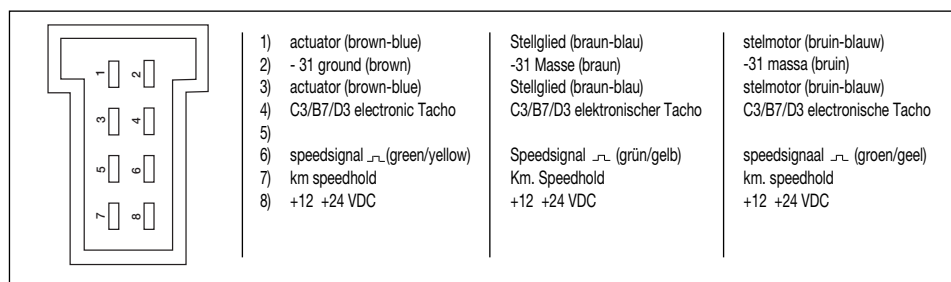 1 2
3 4
5 6
7 8
1) actuator (brown-blue)
2) - 31 ground (brown)
3) actuator (brown-blue)
4) C3/B7/D3 electronic Tacho
5)
6) speedsignal (green/yellow)
7) km speedhold
8) +12 +24 VDC
Stellglied (braun-blau)
-31 Masse (braun)
Stellglied (braun-blau)
C3/B7/D3 elektronischer Tacho
Speedsignal (grün/gelb)
Km. Speedhold
+12 +24 VDC
stelmotor (bruin-blauw)
-31 massa (bruin)
stelmotor (bruin-blauw)
C3/B7/D3 electronische Tacho
speedsignaal (groen/geel)
km. speedhold
+12 +24 VDC